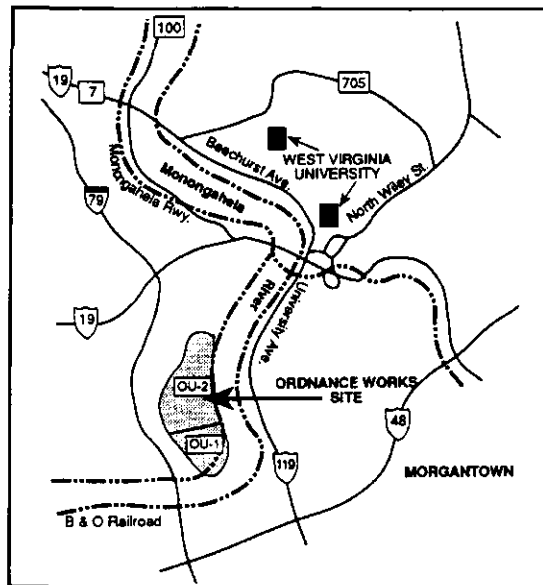 100
19
7
705
Beechurst Ave.
WEST VIRGINIA
UNIVERSITY
Monongahela
Monongahela Rwy.
North Wiley St.
79
River
University Ave.
19
OU-2
ORDNANCE WORKS
SITE
OU-1
48
119
MORGANTOWN
B & O Railroad